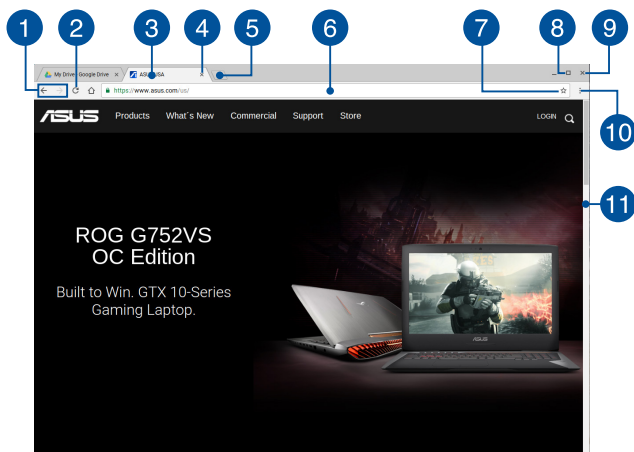 1 2 3 4 5 6 7 8 9
My Drive - Google Drive × ASUS USA ×
https://www.asus.com/us/
10
ASUS Products What´s New Commercial Support Store LOGIN
11
ROG G752VS
OC Edition
Built to Win. GTX 10-Series
Gaming Laptop.
ASUS